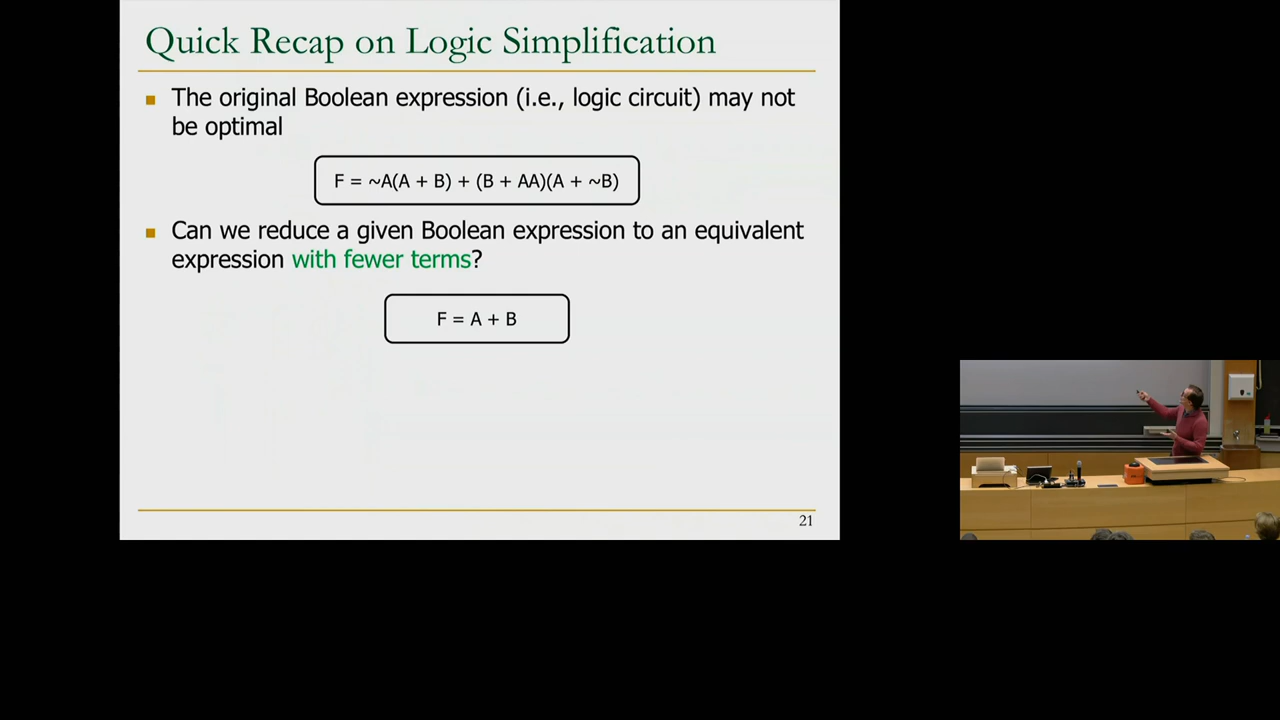 Quick Recap on Logic Simplification
The original Boolean expression (i.e., logic circuit) may not
be optimal
F = ~A(A + B) + (B + AA)(A + ~B)
Can we reduce a given Boolean expression to an equivalent
expression with fewer terms?
F = A + B
21